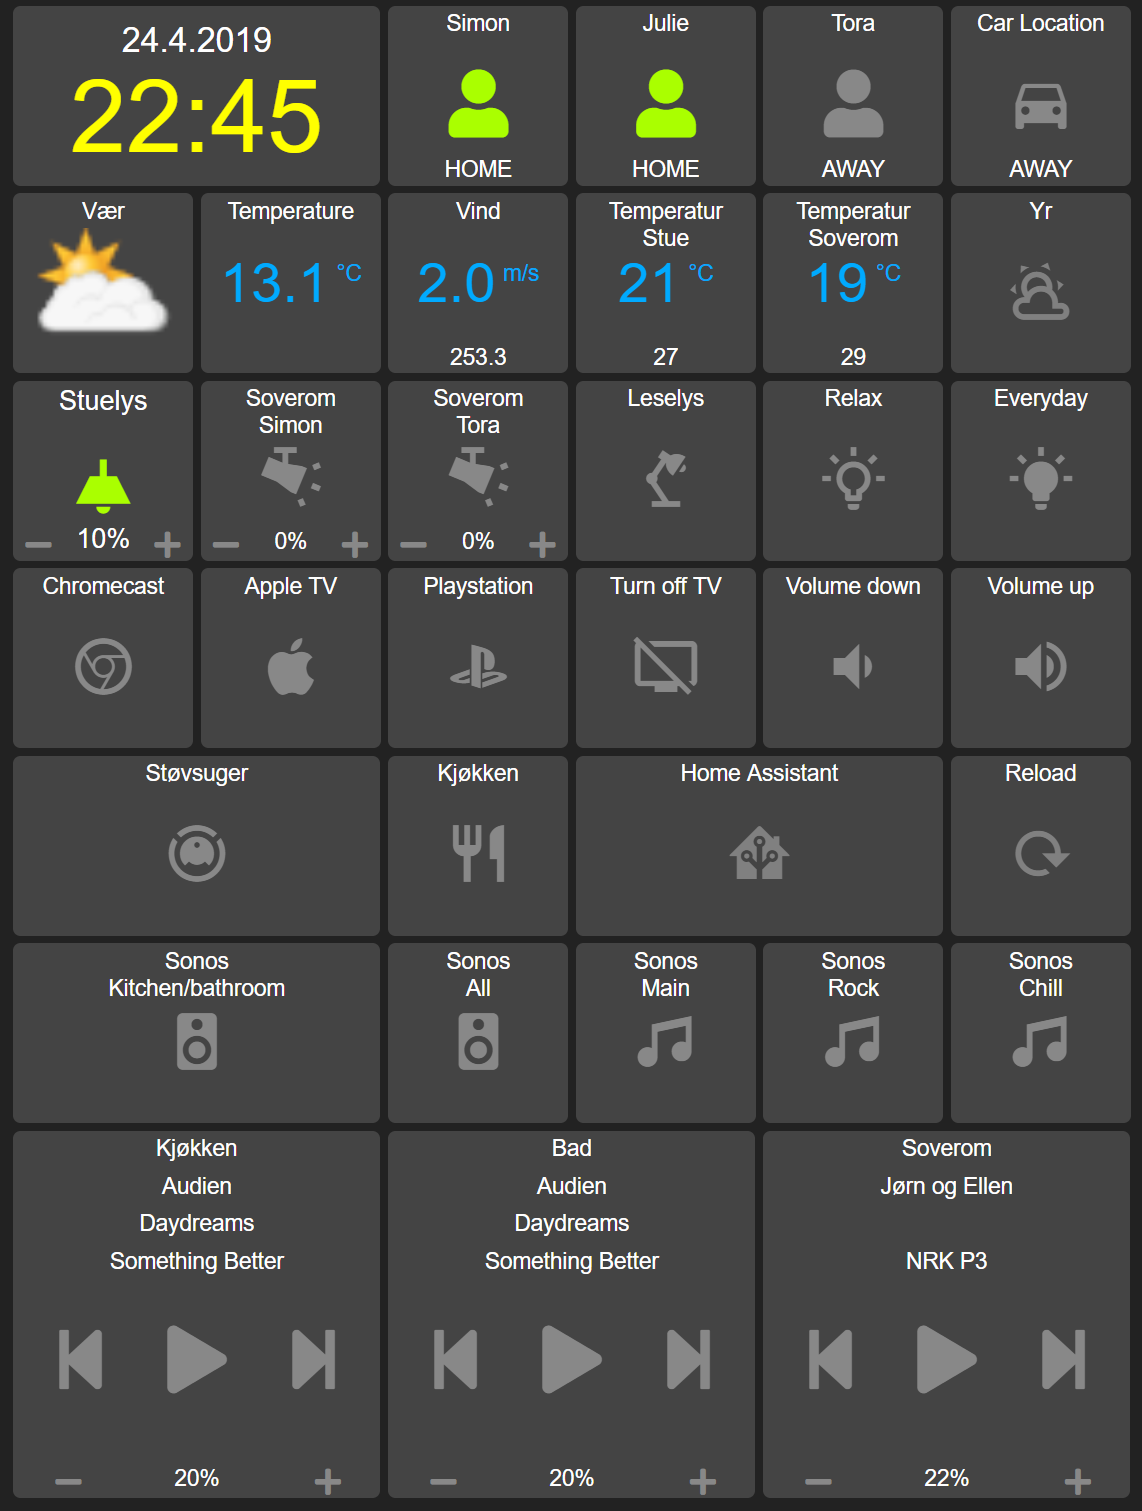 24.4.2019
22:45
Simon
HOME
Julie
HOME
Tora
AWAY
Car Location
AWAY
Vær
Temperature
13.1 °C
Vind
2.0 m/s
253.3
Temperatur
Stue
21 °C
27
Temperatur
Soverom
19 °C
29
Yr
Stuelys
10%
Soverom
Simon
0%
Soverom
Tora
0%
Leselys
Relax
Everyday
Chromecast
Apple TV
Playstation
Turn off TV
Volume down
Volume up
Støvsuger
Kjøkken
Home Assistant
Reload
Sonos
Kitchen/bathroom
Sonos
All
Sonos
Main
Sonos
Rock
Sonos
Chill
Kjøkken
Audien
Daydreams
Something Better
20%
Bad
Audien
Daydreams
Something Better
20%
Soverom
Jørn og Ellen
NRK P3
22%